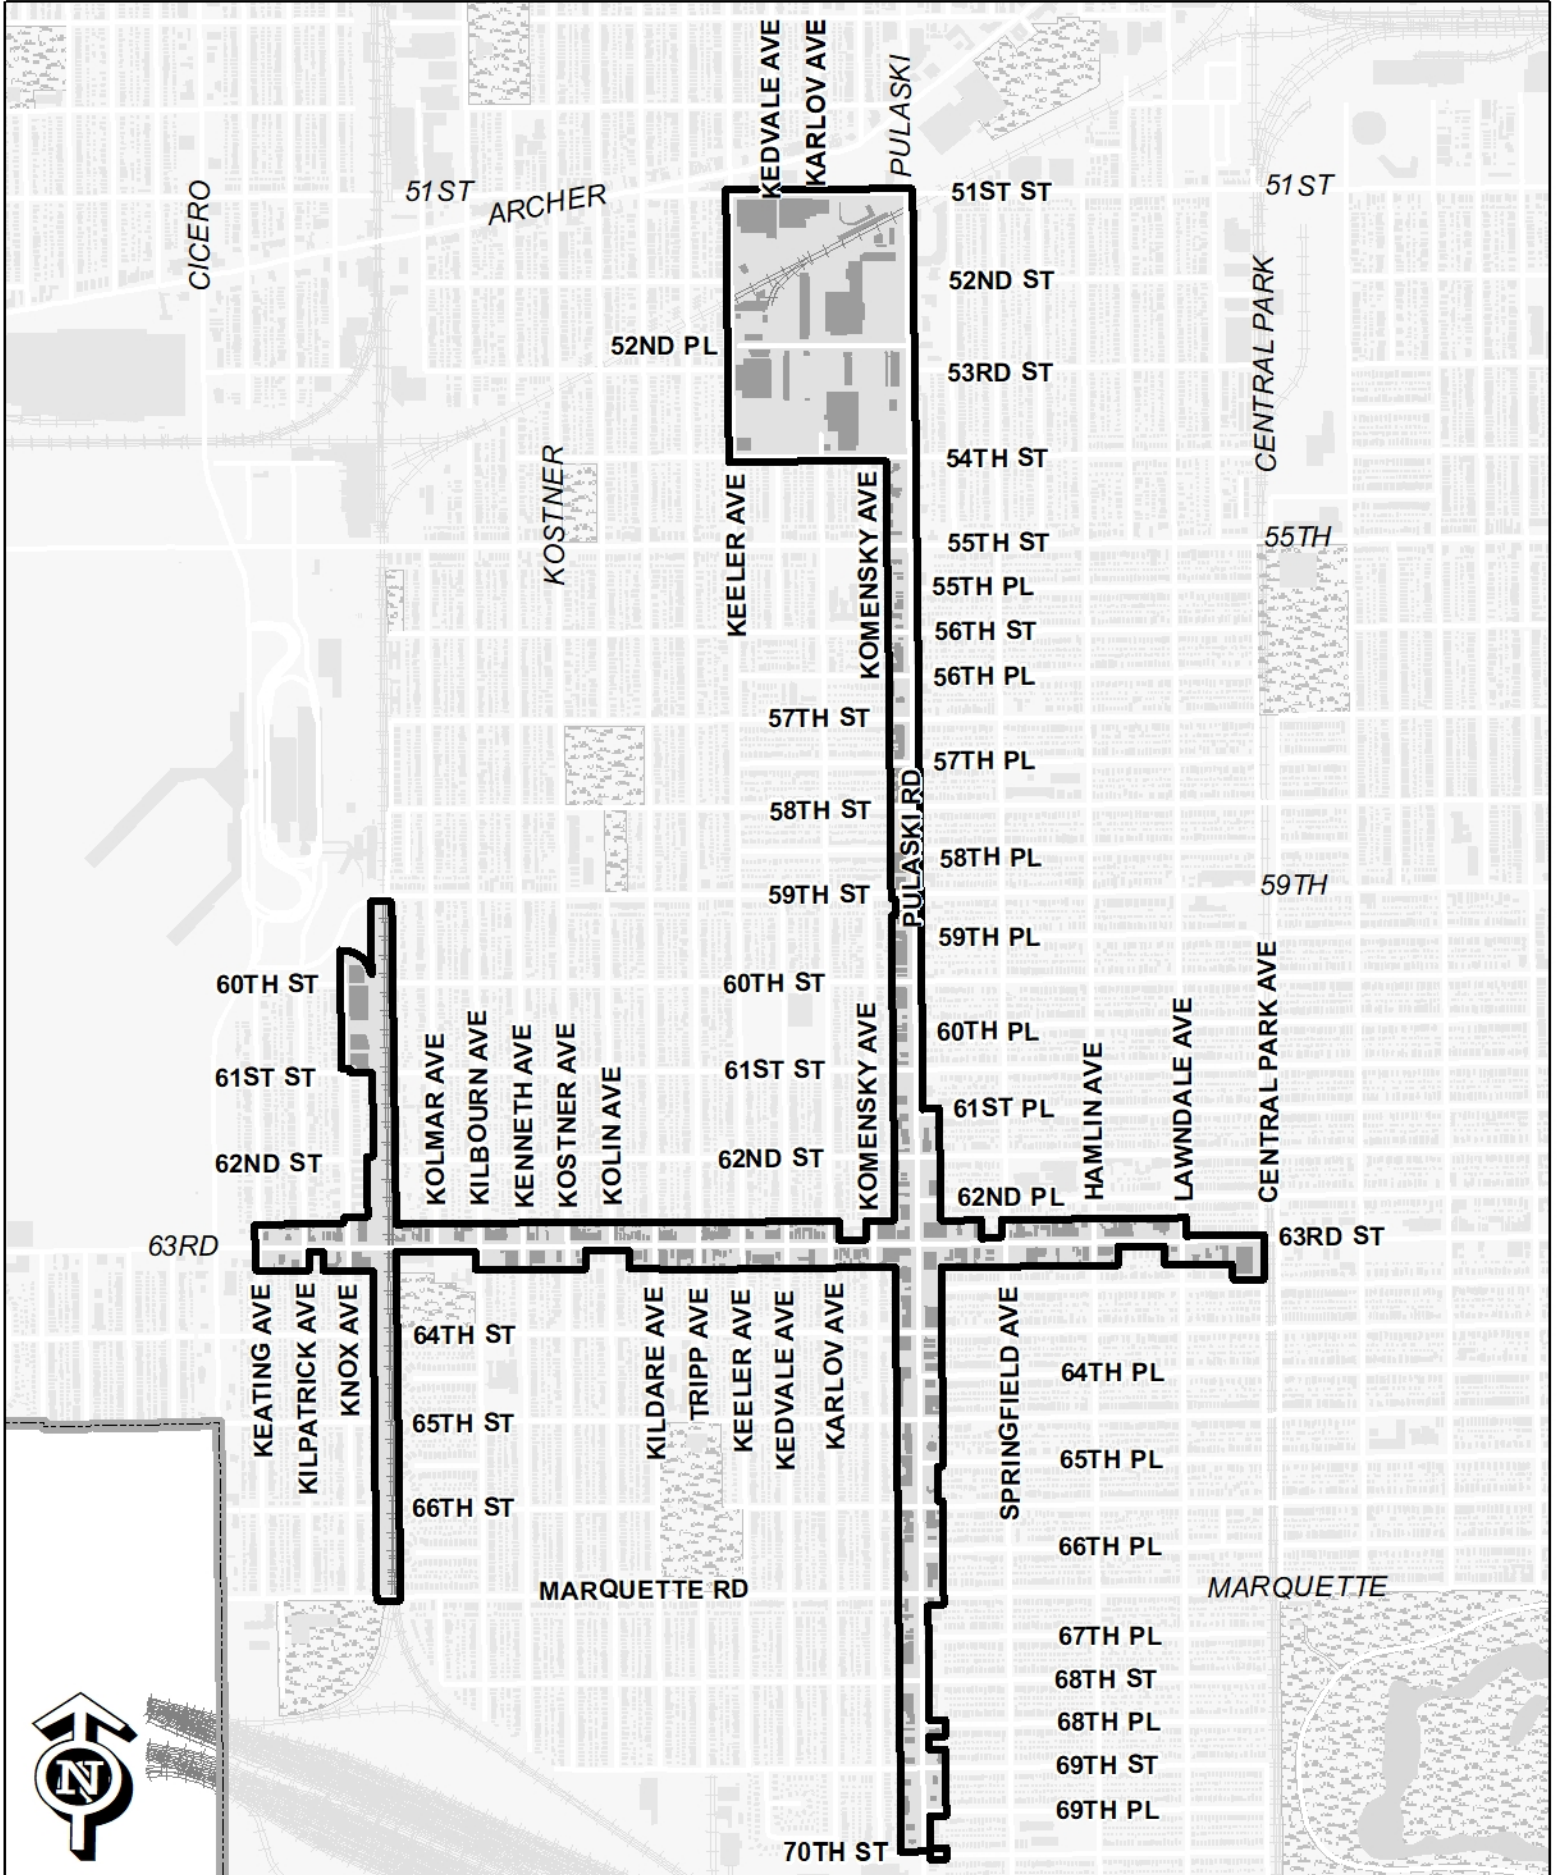 KEDVALE AVE
KARLOV AVE
PULASKI
CICERO
51ST
ARCHER
51ST ST
51ST
52ND ST
CENTRAL PARK
52ND PL
53RD ST
KOSTNER
54TH ST
KEELER AVE
KOMENSKY AVE
55TH ST
55TH
55TH PL
56TH ST
56TH PL
57TH ST
57TH PL
PULASKI RD
58TH ST
58TH PL
59TH ST
59TH
59TH PL
60TH ST
60TH ST
60TH PL
61ST ST
61ST ST
61ST PL
KOLMAR AVE
KILBOURN AVE
KENNETH AVE
KOSTNER AVE
KOLIN AVE
KOMENSKY AVE
HAMLIN AVE
LAWNDALE AVE
CENTRAL PARK AVE
62ND ST
62ND ST
62ND PL
63RD
63RD ST
KEATING AVE
KILPATRICK AVE
KNOX AVE
64TH ST
KILDARE AVE
TRIPP AVE
KEELER AVE
KEDVALE AVE
KARLOV AVE
SPRINGFIELD AVE
64TH PL
65TH ST
65TH PL
66TH ST
66TH PL
MARQUETTE RD
MARQUETTE
67TH PL
68TH ST
68TH PL
69TH ST
69TH PL
70TH ST
N